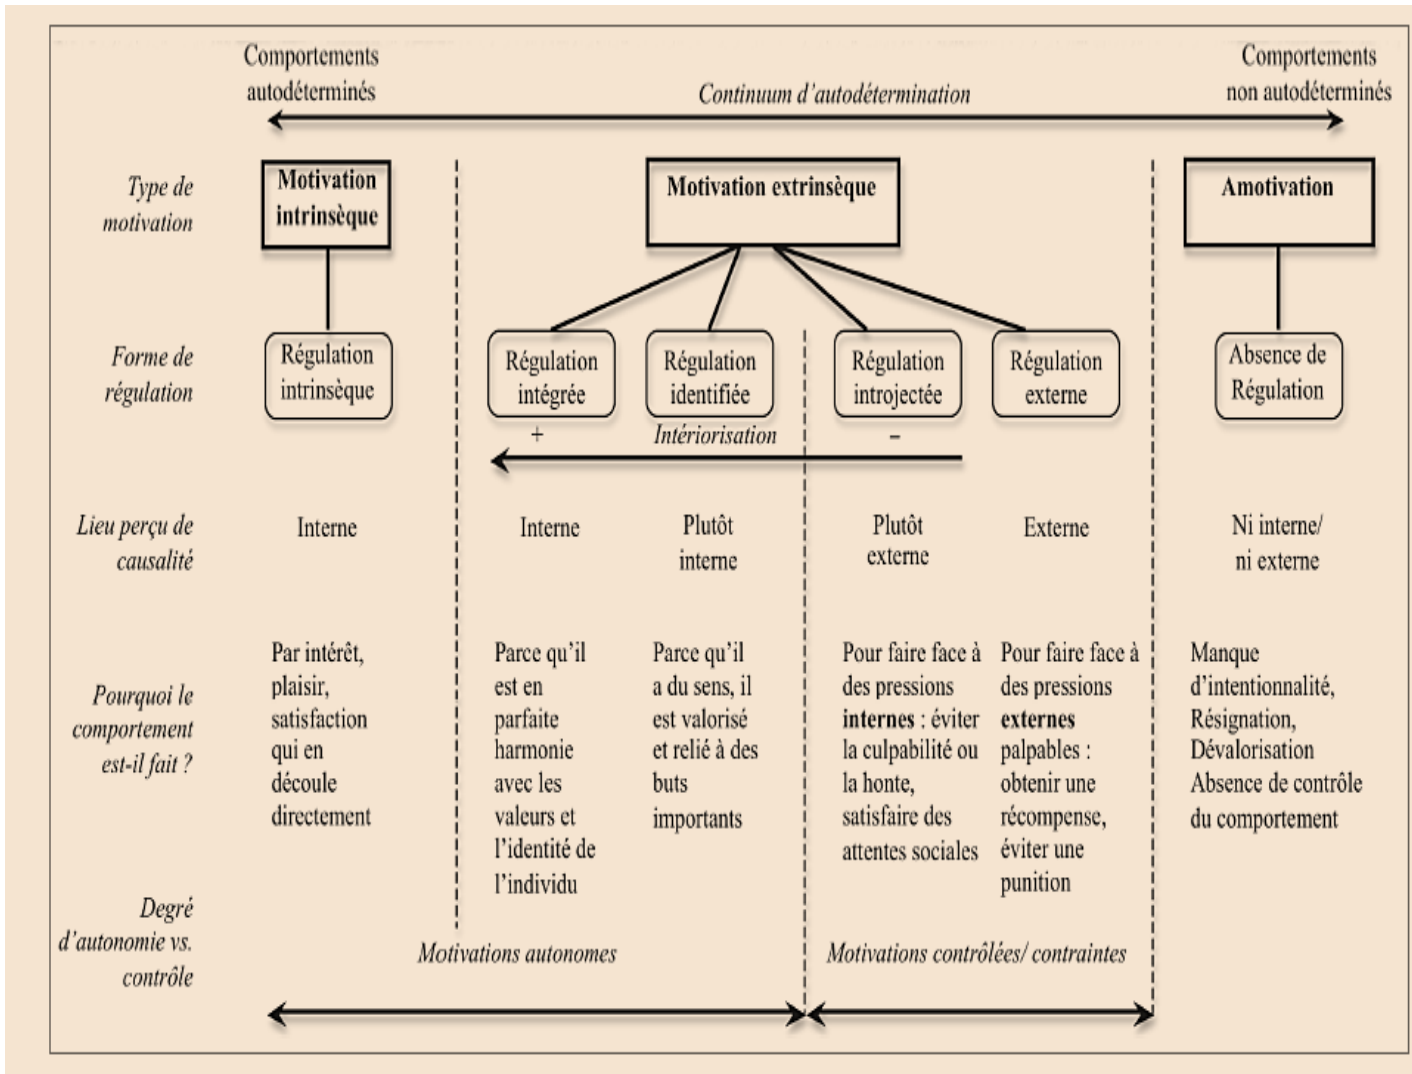 Comportements
autodéterminés
Continuum d'autodétermination
Comportements
non autodéterminés
Type de
motivation
Motivation
intrinsèque
Motivation extrinsèque
Amotivation
Forme de
régulation
Régulation
intrinsèque
Régulation
intégrée
Régulation
identifiée
Régulation
introjectée
Régulation
externe
Absence de
Régulation
+
Intériorisation
–
Lieu perçu de
causalité
Interne
Interne
Plutôt
interne
Plutôt
externe
Externe
Ni interne/
ni externe
Pourquoi le
comportement
est-il fait ?
Par intérêt,
plaisir,
satisfaction
qui en
découle
directement
Parce qu'il
est en
parfaite
harmonie
avec les
valeurs et
l'identité de
l'individu
Parce qu'il
a du sens, il
est valorisé
et relié à des
buts
importants
Pour faire face à
des pressions
internes : éviter
la culpabilité ou
la honte,
satisfaire des
attentes sociales
Pour faire face à
des pressions
externes
palpables :
obtenir une
récompense,
éviter une
punition
Manque
d'intentionnalité,
Résignation,
Dévalorisation
Absence de contrôle
du comportement
Degré
d'autonomie vs.
contrôle
Motivations autonomes
Motivations contrôlées/ contraintes